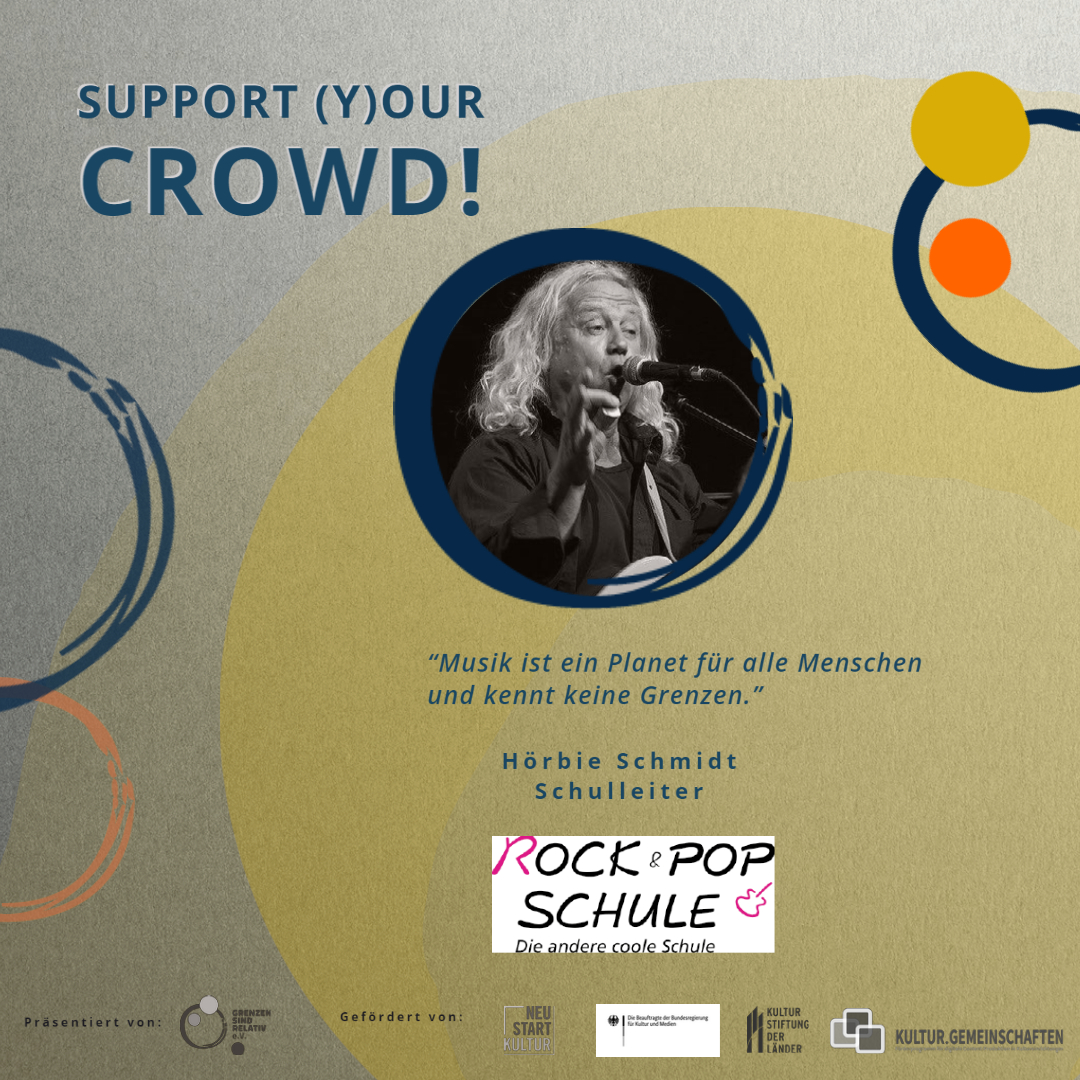 SUPPORT (Y)OUR
CROWD!
“Musik ist ein Planet für alle Menschen
und kennt keine Grenzen.”
Hörbie Schmidt
Schulleiter
ROCK & POP
SCHULE
Die andere coole Schule
Präsentiert von:
GRENZEN
SIND
RELATIV
e.V.
Gefördert von:
NEU
START
KULTUR
Die Beauftragte der Bundesregierung
für Kultur und Medien
KULTUR
STIFTUNG
DER
LÄNDER
KULTUR.GEMEINSCHAFTEN